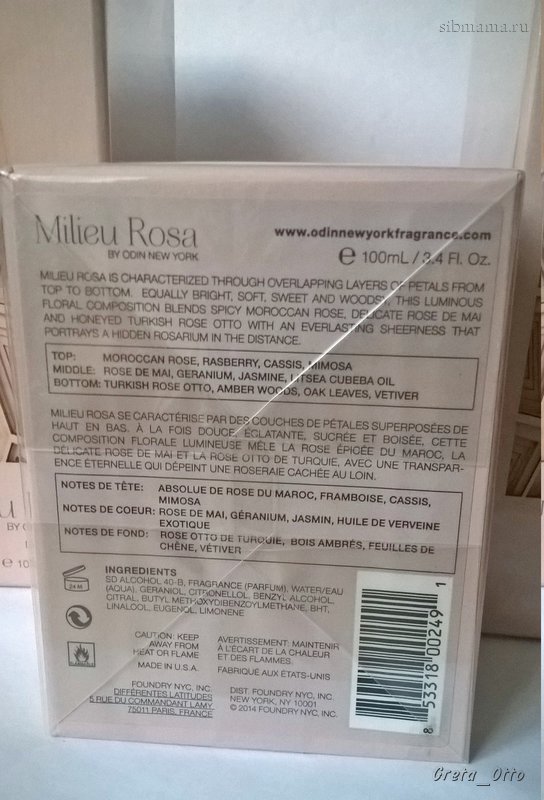 sibmama.ru
Milieu Rosa
BY ODIN NEW YORK
www.odinnewyorkfragrance.com
e 100mL / 3.4 Fl. Oz.
MILIEU ROSA IS CHARACTERIZED THROUGH OVERLAPPING LAYERS OF PETALS FROM
TOP TO BOTTOM. EQUALLY BRIGHT, SOFT, SWEET AND WOODSY, THIS LUMINOUS
FLORAL COMPOSITION BLENDS SPICY MOROCCAN ROSE, DELICATE ROSE DE MAI
AND HONEYED TURKISH ROSE OTTO WITH AN EVERLASTING SHEERNESS THAT
PORTRAYS A HIDDEN ROSARIUM IN THE DISTANCE.
TOP: MOROCCAN ROSE, RASBERRY, CASSIS, MIMOSA
MIDDLE: ROSE DE MAI, GERANIUM, JASMINE, LITSEA CUBEBA OIL
BOTTOM: TURKISH ROSE OTTO, AMBER WOODS, OAK LEAVES, VETIVER
MILIEU ROSA SE CARACTÉRISE PAR DES COUCHES DE PÉTALES SUPERPOSÉES DE
HAUT EN BAS. À LA FOIS DOUCE, ÉCLATANTE, SUCRÉE ET BOISÉE, CETTE
COMPOSITION FLORALE LUMINEUSE MÊLE LA ROSE ÉPICÉE DU MAROC, LA
DÉLICATE ROSE DE MAI ET LA ROSE OTTO DE TURQUIE, AVEC UNE TRANSPAR-
ENCE ÉTERNELLE QUI DÉPEINT UNE ROSERAIE CACHÉE AU LOIN.
NOTES DE TÊTE: ABSOLUE DE ROSE DU MAROC, FRAMBOISE, CASSIS,
MIMOSA
NOTES DE COEUR: ROSE DE MAI, GÉRANIUM, JASMIN, HUILE DE VERVEINE
EXOTIQUE
NOTES DE FOND: ROSE OTTO DE TURQUIE, BOIS AMBRÉS, FEUILLES DE
CHÊNE, VÉTIVER
INGREDIENTS
SD ALCOHOL 40-B, FRAGRANCE (PARFUM), WATER/EAU
(AQUA), GERANIOL, CITRONELLOL, BENZYL ALCOHOL,
CITRAL, BUTYL METHOXYDIBENZOYLMETHANE, BHT,
LINALOOL, EUGENOL, LIMONENE
24 M
CAUTION: KEEP
AWAY FROM
HEAT OR FLAME
AVERTISSEMENT: MAINTENIR
À L'ÉCART DE LA CHALEUR
ET DES FLAMMES.
MADE IN U.S.A.
FABRIQUE AUX ÉTATS-UNIS
FOUNDRY NYC, INC.
DIFFÉRENTES LATITUDES
5 RUE DU COMMANDANT LAMY
75011 PARIS, FRANCE
DIST. FOUNDRY NYC, INC.
NEW YORK, NY 10001
© 2014 FOUNDRY NYC, INC.
8 53318 00249 1
Greta_Otto